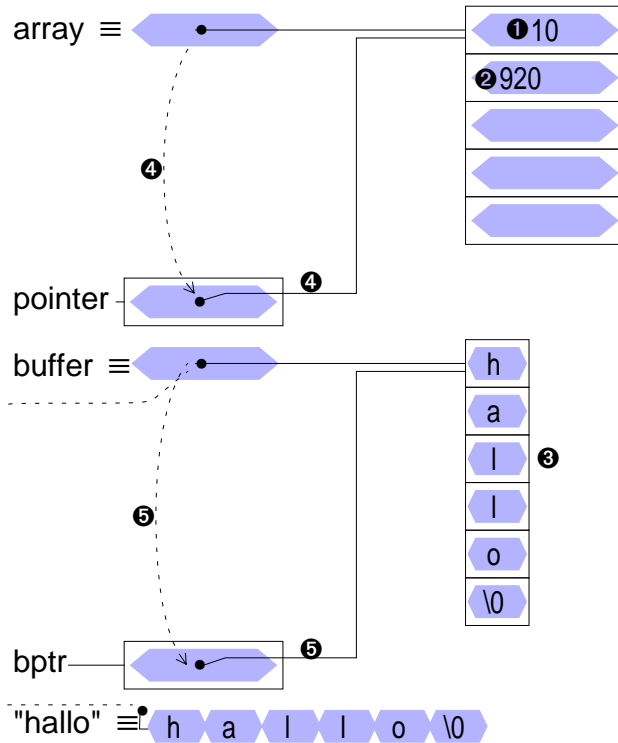 array ≡ ❶10
❷920
❹
pointer ❹
buffer ≡ h
a
l ❸
l
❺
o
\0
bptr ❺
"hallo" ≡ h a l l o \0